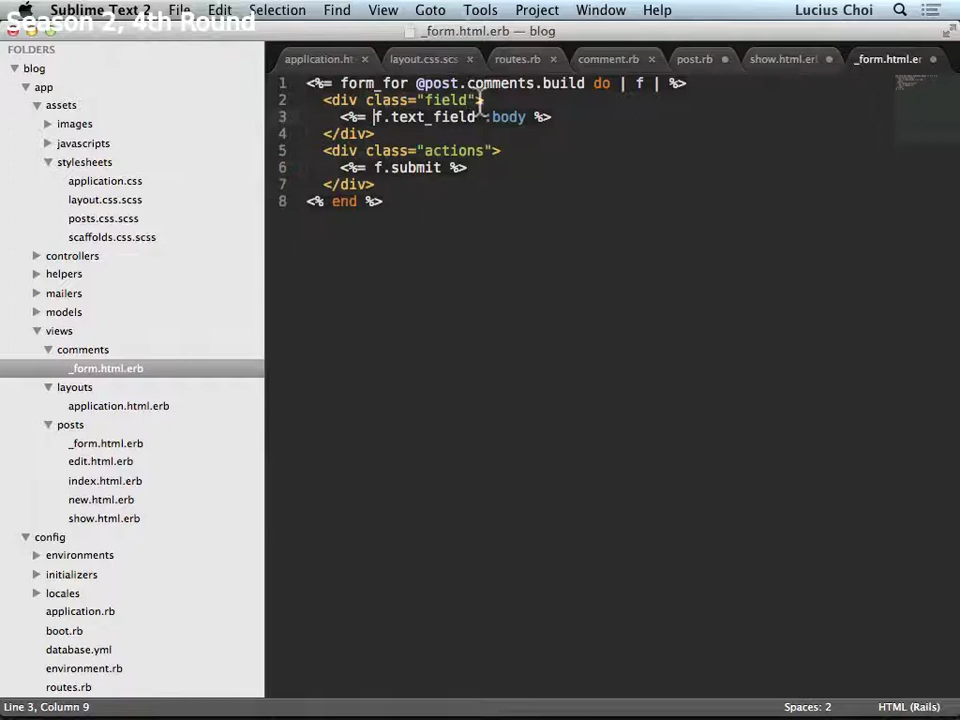 Sublime Text 2 File Edit Selection Find View Goto Tools Project Window Help Lucius Choi
Season 2, 4th Round
_form.html.erb — blog
FOLDERS
blog
app
assets
images
javascripts
stylesheets
application.css
layout.css.scss
posts.css.scss
scaffolds.css.scss
controllers
helpers
mailers
models
views
comments
_form.html.erb
layouts
application.html.erb
posts
_form.html.erb
edit.html.erb
index.html.erb
new.html.erb
show.html.erb
config
environments
initializers
locales
application.rb
boot.rb
database.yml
environment.rb
routes.rb
application.ht × layout.css.scs × routes.rb × comment.rb × post.rb show.html.er _form.html.er
1 <%= form_for @post.comments.build do | f | %>
2 <div class="field">
3 <%= f.text_field :body %>
4 </div>
5 <div class="actions">
6 <%= f.submit %>
7 </div>
8 <% end %>
Line 3, Column 9 Spaces: 2 HTML (Rails)